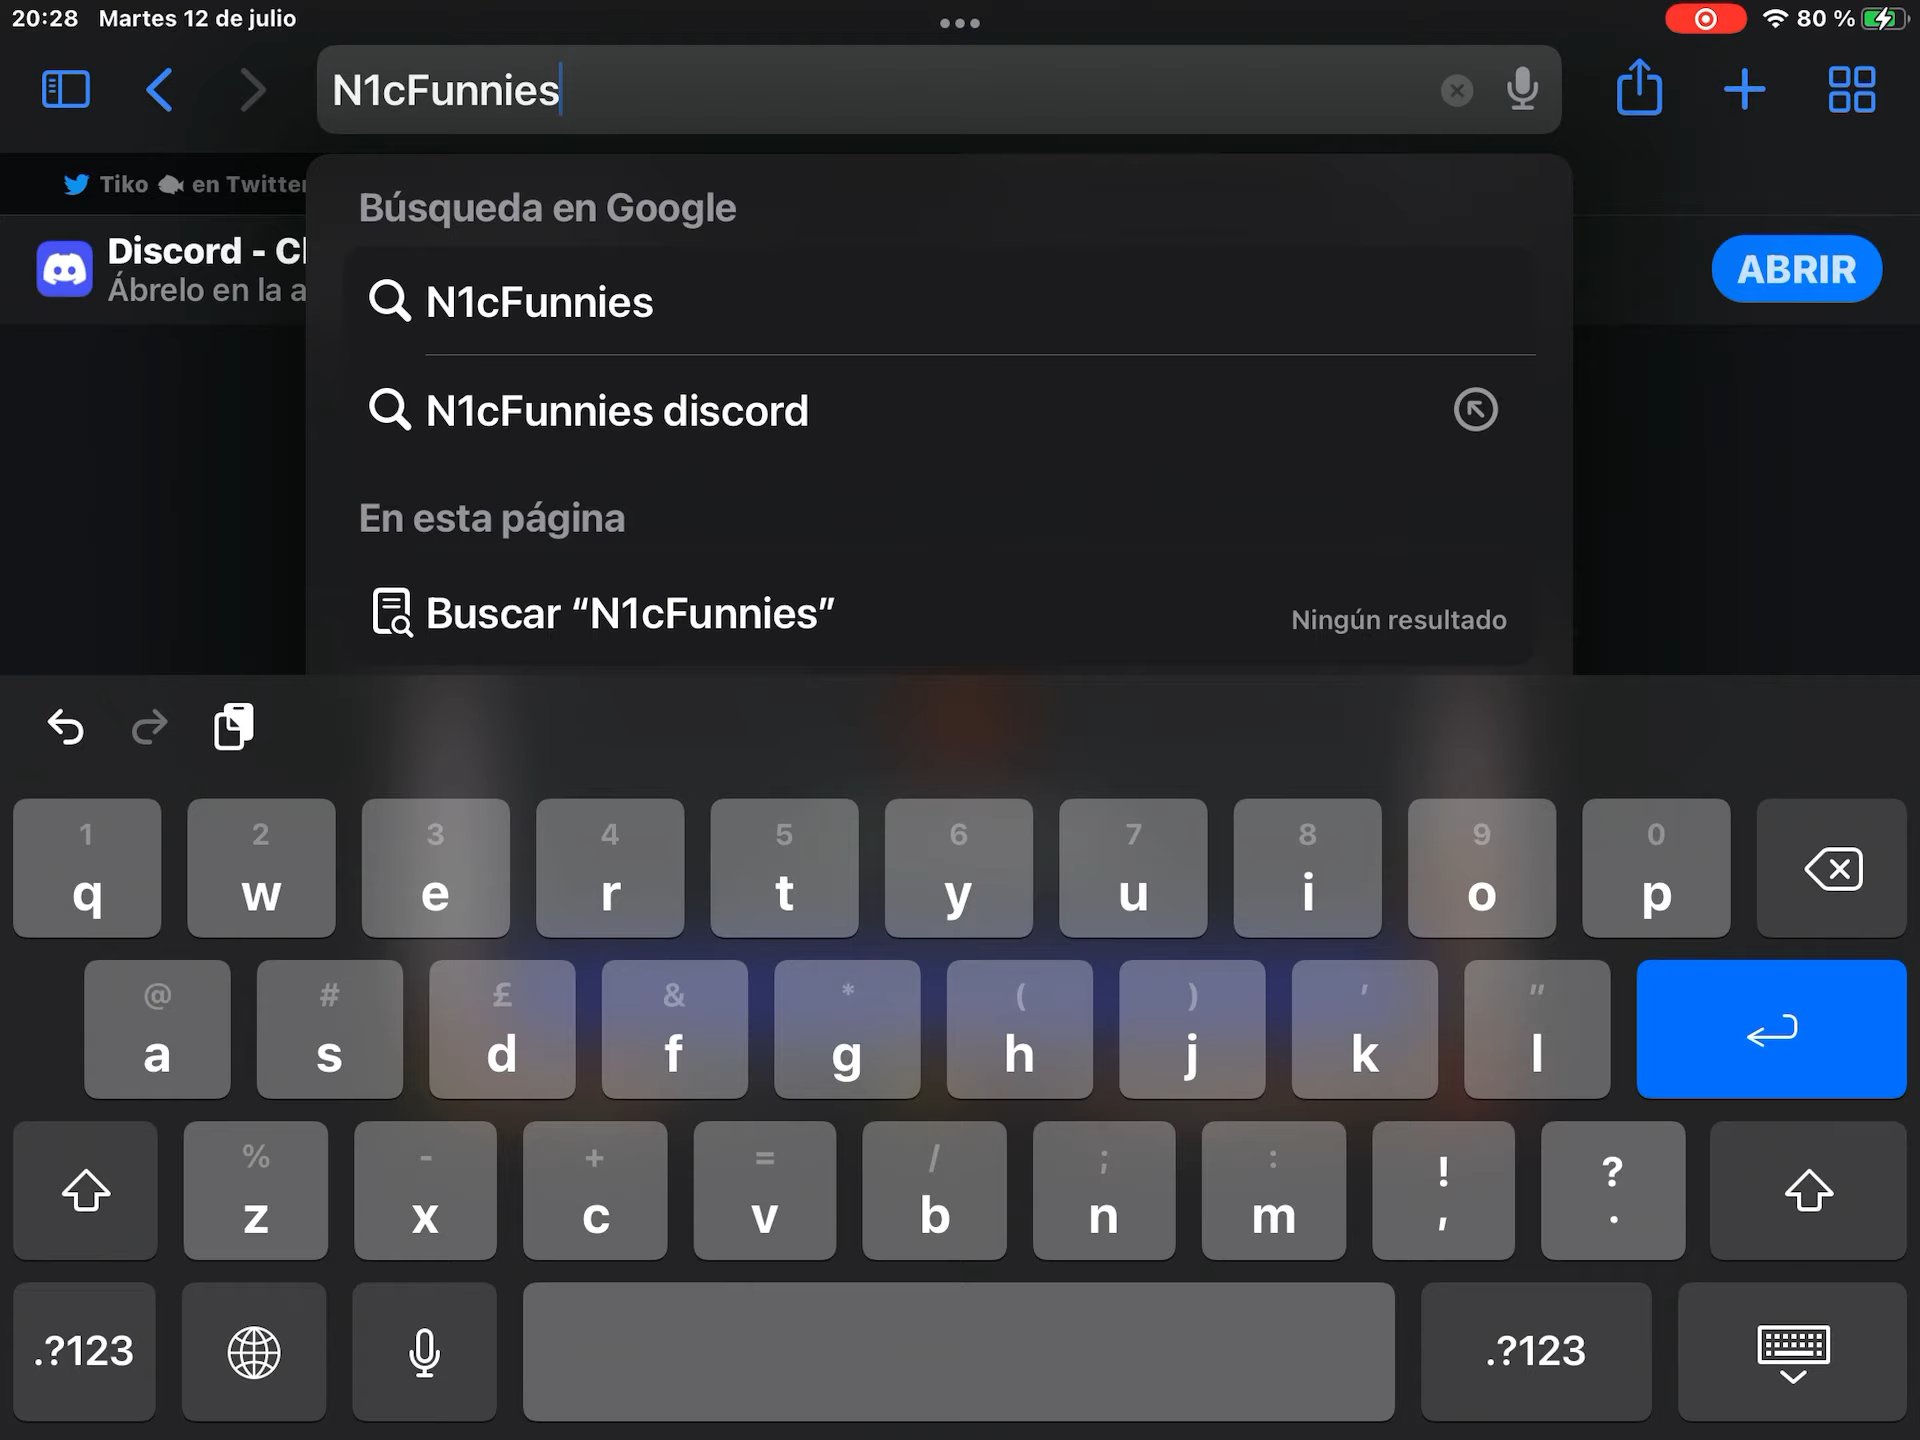 20:28 Martes 12 de julio
80 %
N1cFunnies
Tiko en Twitter
Búsqueda en Google
Discord -
Ábrelo en la
ABRIR
N1cFunnies
N1cFunnies discord
En esta página
Buscar “N1cFunnies”
Ningún resultado
1 2 3 4 5 6 7 8 9 0
q w e r t y u i o p
@ # £ & * ( ) ' "
a s d f g h j k l
% - + = / ; : ! ?
z x c v b n m , .
.?123 .?123